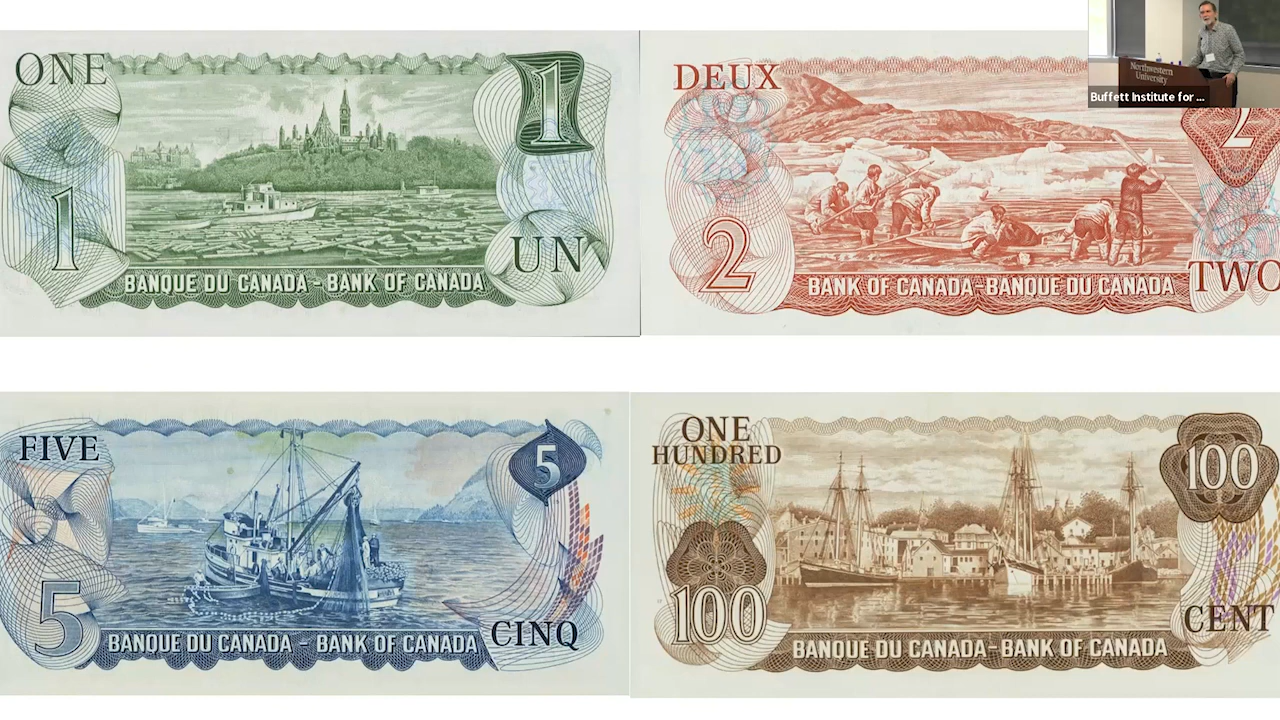 ONE
1
1
UN
BANQUE DU CANADA - BANK OF CANADA
DEUX
2
2
TWO
BANK OF CANADA-BANQUE DU CANADA
Northwestern
University
Buffett Institute for ...
FIVE
5
5
CINQ
BANQUE DU CANADA - BANK OF CANADA
ONE
HUNDRED
100
100
CENT
BANQUE DU CANADA-BANK OF CANADA